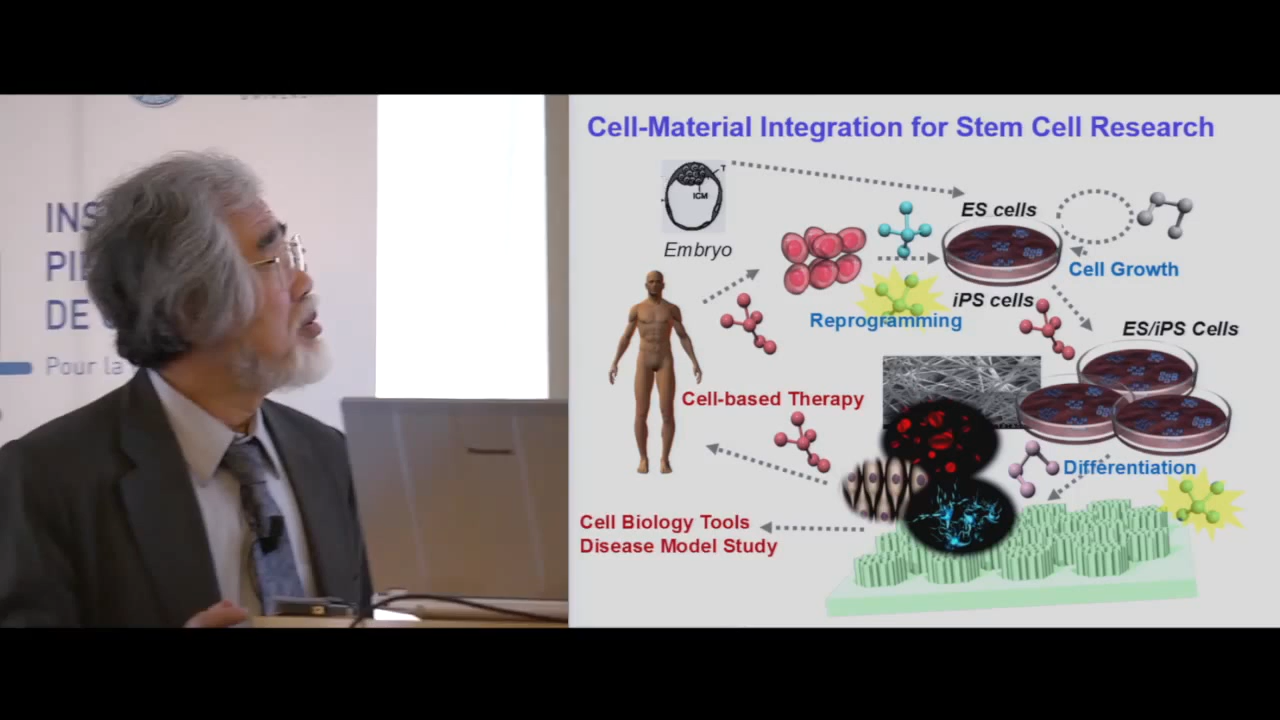 INS
PI
DE
Pour la
Cell-Material Integration for Stem Cell Research
T
ICM
Embryo
ES cells
Cell Growth
iPS cells
Reprogramming
ES/iPS Cells
Cell-based Therapy
Differentiation
Cell Biology Tools
Disease Model Study